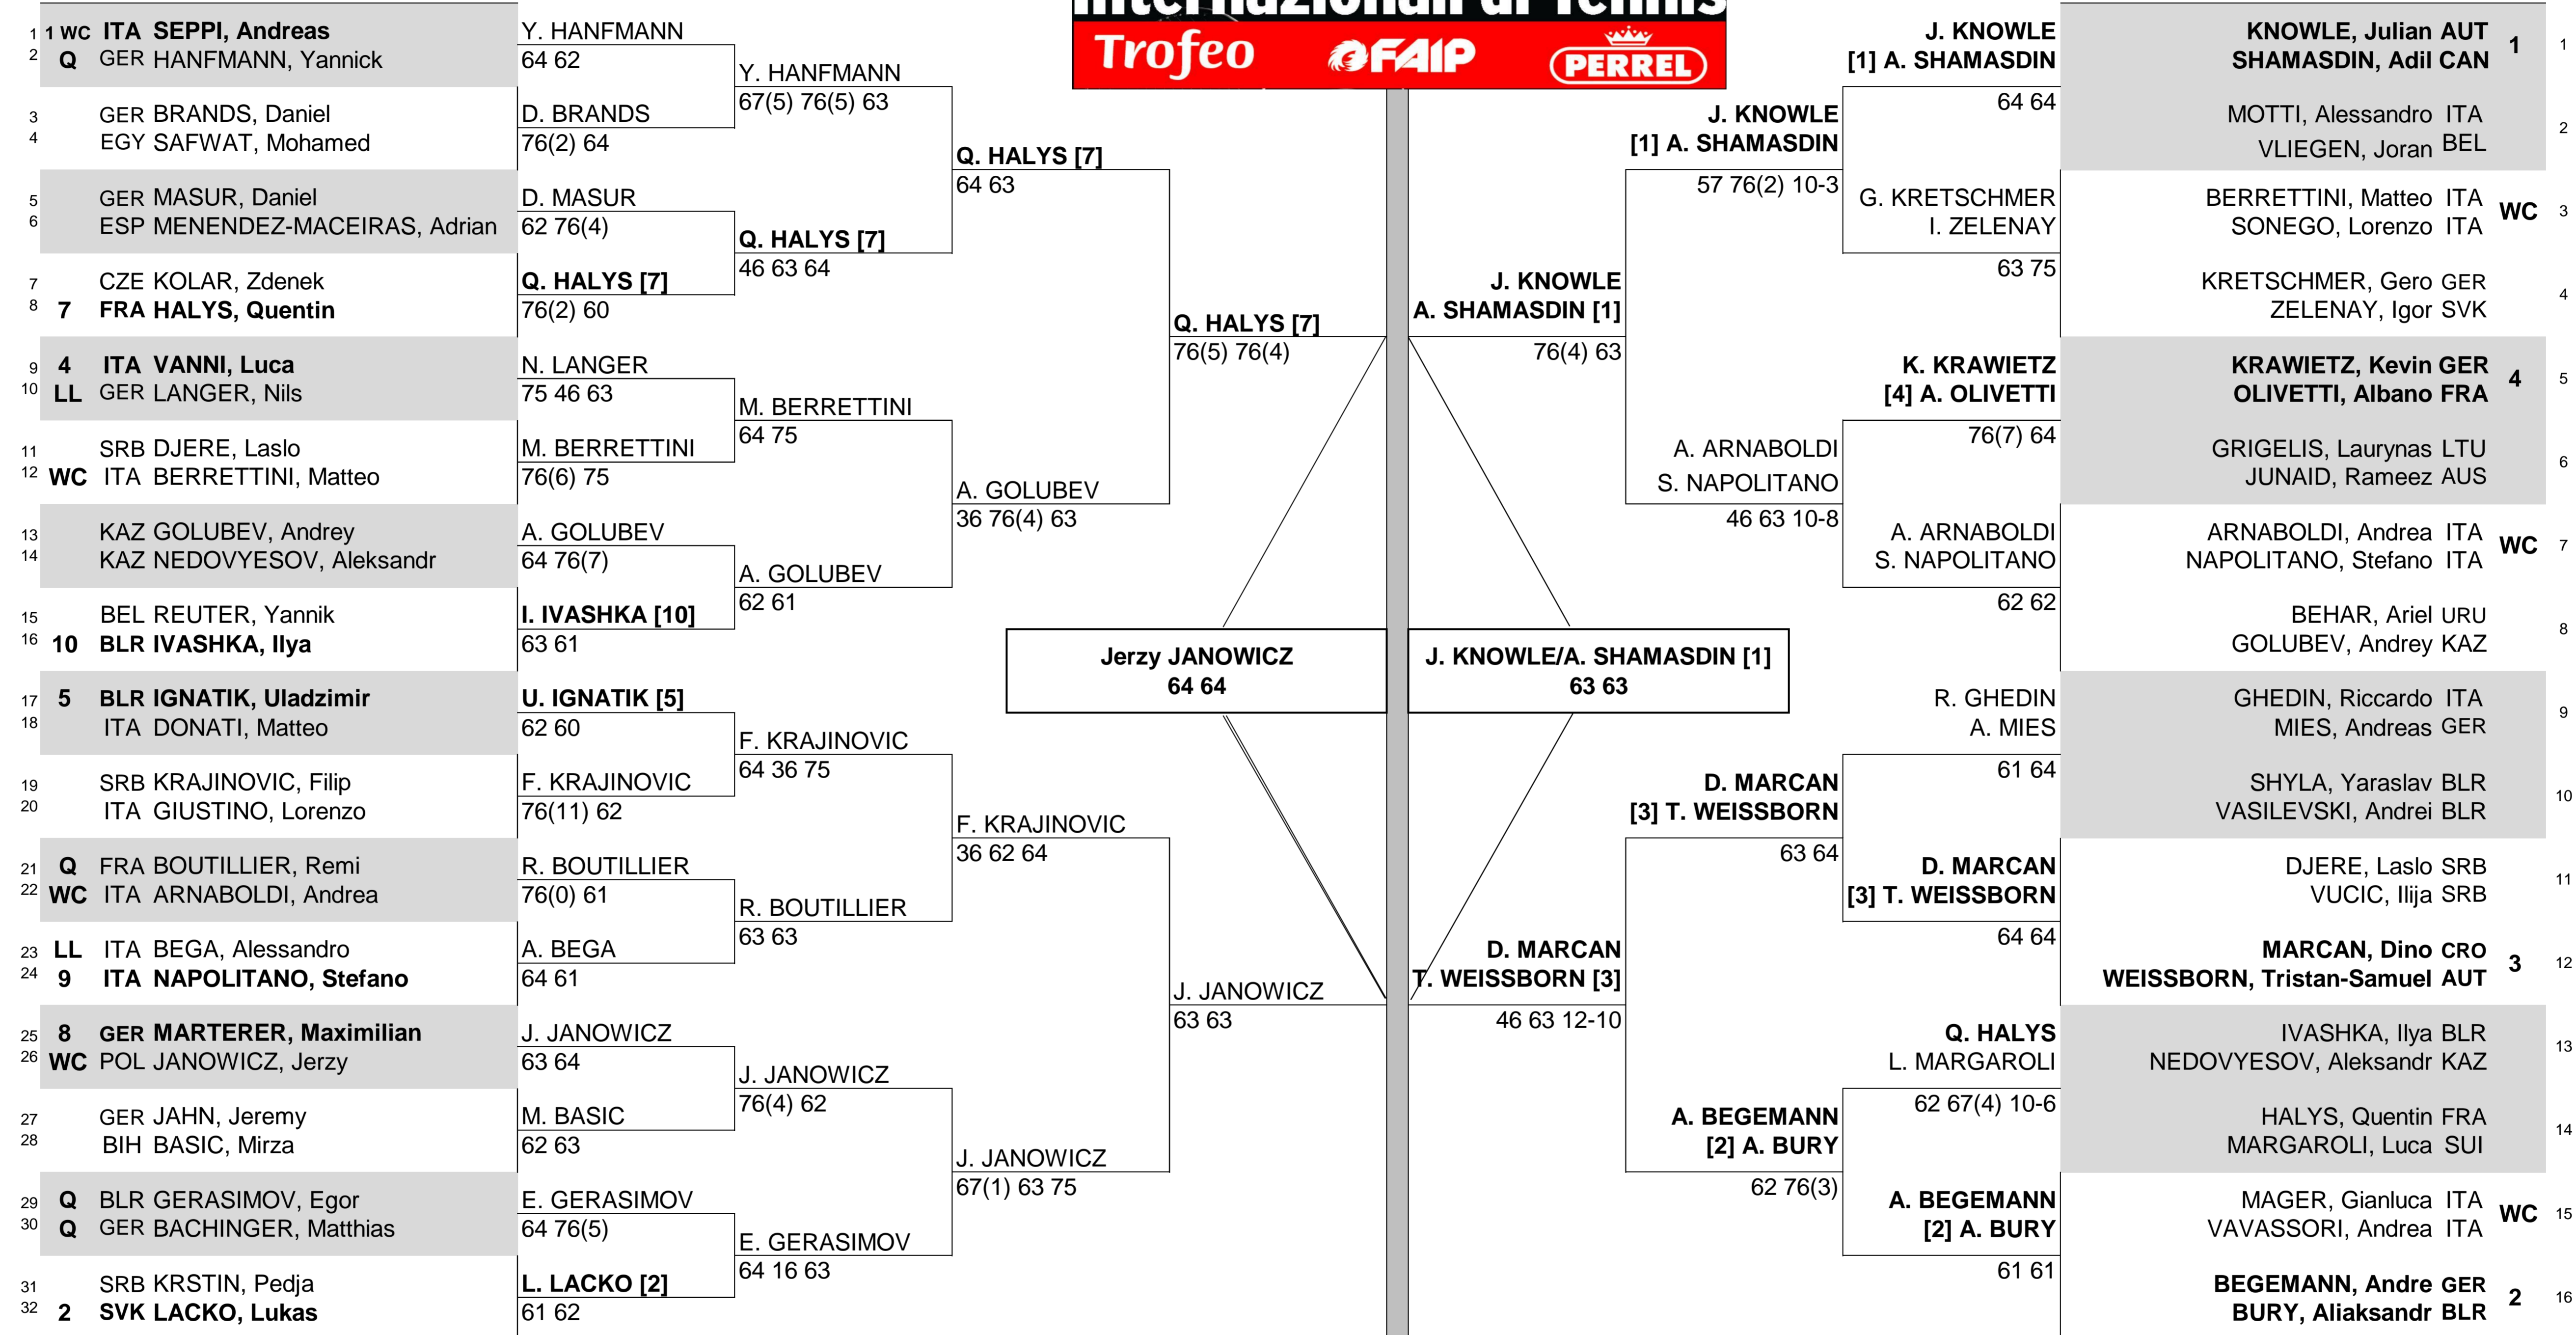 Internazionali di Tennis
Trofeo FAIP PERREL
1 1 WC ITA SEPPI, Andreas
2 Q GER HANFMANN, Yannick
3 GER BRANDS, Daniel
4 EGY SAFWAT, Mohamed
5 GER MASUR, Daniel
6 ESP MENENDEZ-MACEIRAS, Adrian
7 CZE KOLAR, Zdenek
8 7 FRA HALYS, Quentin
9 4 ITA VANNI, Luca
10 LL GER LANGER, Nils
11 SRB DJERE, Laslo
12 WC ITA BERRETTINI, Matteo
13 KAZ GOLUBEV, Andrey
14 KAZ NEDOVYESOV, Aleksandr
15 BEL REUTER, Yannik
16 10 BLR IVASHKA, Ilya
17 5 BLR IGNATIK, Uladzimir
18 ITA DONATI, Matteo
19 SRB KRAJINOVIC, Filip
20 ITA GIUSTINO, Lorenzo
21 Q FRA BOUTILLIER, Remi
22 WC ITA ARNABOLDI, Andrea
23 LL ITA BEGA, Alessandro
24 9 ITA NAPOLITANO, Stefano
25 8 GER MARTERER, Maximilian
26 WC POL JANOWICZ, Jerzy
27 GER JAHN, Jeremy
28 BIH BASIC, Mirza
29 Q BLR GERASIMOV, Egor
30 Q GER BACHINGER, Matthias
31 SRB KRSTIN, Pedja
32 2 SVK LACKO, Lukas
Y. HANFMANN
64 62
D. BRANDS
76(2) 64
D. MASUR
62 76(4)
Q. HALYS [7]
76(2) 60
N. LANGER
75 46 63
M. BERRETTINI
76(6) 75
A. GOLUBEV
64 76(7)
I. IVASHKA [10]
63 61
U. IGNATIK [5]
62 60
F. KRAJINOVIC
76(11) 62
R. BOUTILLIER
76(0) 61
A. BEGA
64 61
J. JANOWICZ
63 64
M. BASIC
62 63
E. GERASIMOV
64 76(5)
L. LACKO [2]
61 62
Y. HANFMANN
67(5) 76(5) 63
Q. HALYS [7]
46 63 64
M. BERRETTINI
64 75
A. GOLUBEV
62 61
F. KRAJINOVIC
64 36 75
R. BOUTILLIER
63 63
J. JANOWICZ
76(4) 62
E. GERASIMOV
64 16 63
Q. HALYS [7]
64 63
A. GOLUBEV
36 76(4) 63
F. KRAJINOVIC
36 62 64
J. JANOWICZ
67(1) 63 75
Q. HALYS [7]
76(5) 76(4)
J. JANOWICZ
63 63
Jerzy JANOWICZ
64 64
J. KNOWLE/A. SHAMASDIN [1]
63 63
J. KNOWLE
A. SHAMASDIN [1]
76(4) 63
D. MARCAN
T. WEISSBORN [3]
46 63 12-10
J. KNOWLE
[1] A. SHAMASDIN
57 76(2) 10-3
A. ARNABOLDI
S. NAPOLITANO
46 63 10-8
D. MARCAN
[3] T. WEISSBORN
63 64
A. BEGEMANN
[2] A. BURY
62 76(3)
J. KNOWLE
[1] A. SHAMASDIN
64 64
G. KRETSCHMER
I. ZELENAY
63 75
K. KRAWIETZ
[4] A. OLIVETTI
76(7) 64
A. ARNABOLDI
S. NAPOLITANO
62 62
R. GHEDIN
A. MIES
61 64
D. MARCAN
[3] T. WEISSBORN
64 64
Q. HALYS
L. MARGAROLI
62 67(4) 10-6
A. BEGEMANN
[2] A. BURY
61 61
KNOWLE, Julian AUT
SHAMASDIN, Adil CAN
1 1
MOTTI, Alessandro ITA
VLIEGEN, Joran BEL
2
BERRETTINI, Matteo ITA
SONEGO, Lorenzo ITA
WC 3
KRETSCHMER, Gero GER
ZELENAY, Igor SVK
4
KRAWIETZ, Kevin GER
OLIVETTI, Albano FRA
4 5
GRIGELIS, Laurynas LTU
JUNAID, Rameez AUS
6
ARNABOLDI, Andrea ITA
NAPOLITANO, Stefano ITA
WC 7
BEHAR, Ariel URU
GOLUBEV, Andrey KAZ
8
GHEDIN, Riccardo ITA
MIES, Andreas GER
9
SHYLA, Yaraslav BLR
VASILEVSKI, Andrei BLR
10
DJERE, Laslo SRB
VUCIC, Ilija SRB
11
MARCAN, Dino CRO
WEISSBORN, Tristan-Samuel AUT
3 12
IVASHKA, Ilya BLR
NEDOVYESOV, Aleksandr KAZ
13
HALYS, Quentin FRA
MARGAROLI, Luca SUI
14
MAGER, Gianluca ITA
VAVASSORI, Andrea ITA
WC 15
BEGEMANN, Andre GER
BURY, Aliaksandr BLR
2 16